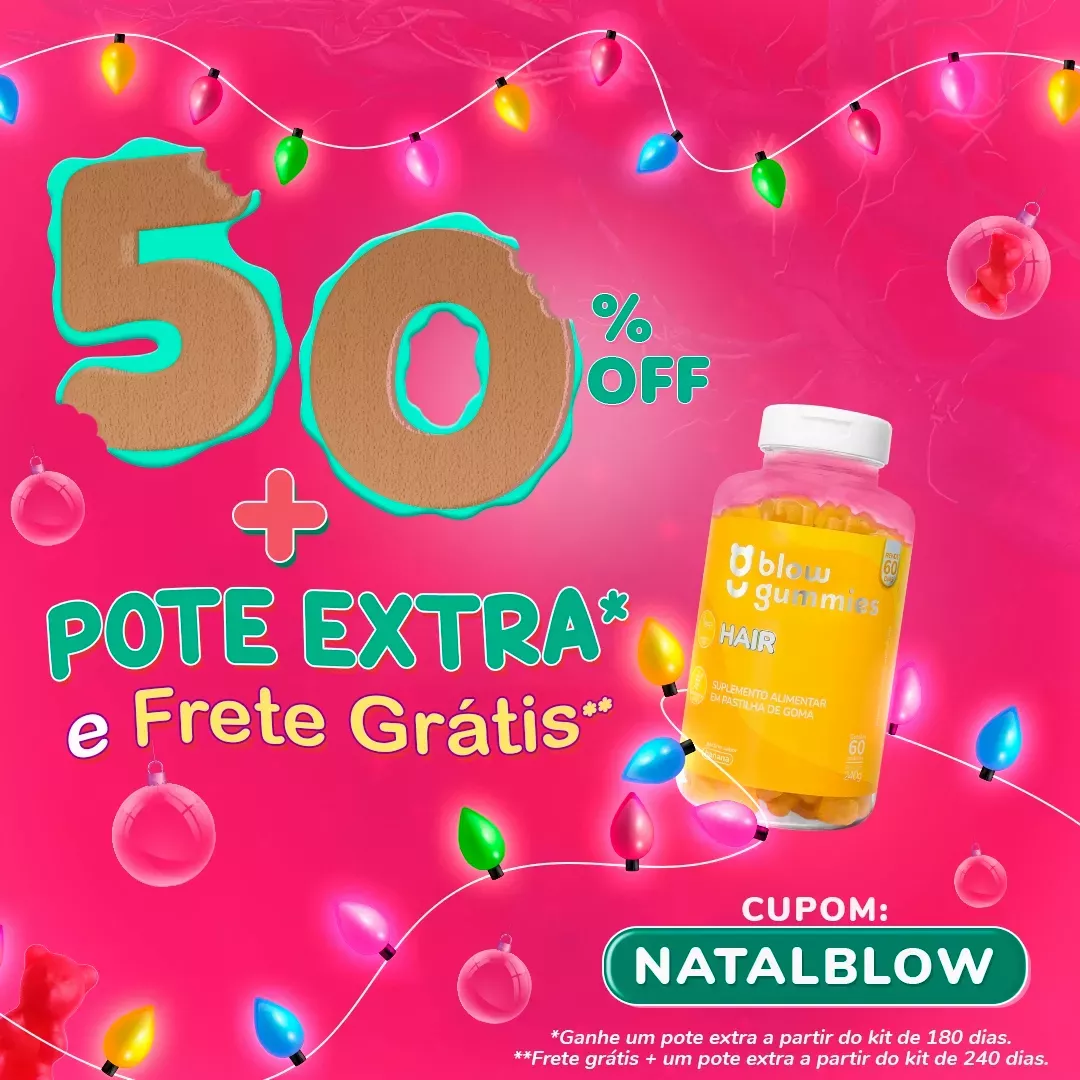 50
%
OFF
+
POTE EXTRA*
e Frete Grátis**
blow
gummies
HAIR
SUPLEMENTO ALIMENTAR
EM PASTILHA DE GOMA
60
60
banana
CUPOM:
NATALBLOW
*Ganhe um pote extra a partir do kit de 180 dias.
**Frete grátis + um pote extra a partir do kit de 240 dias.